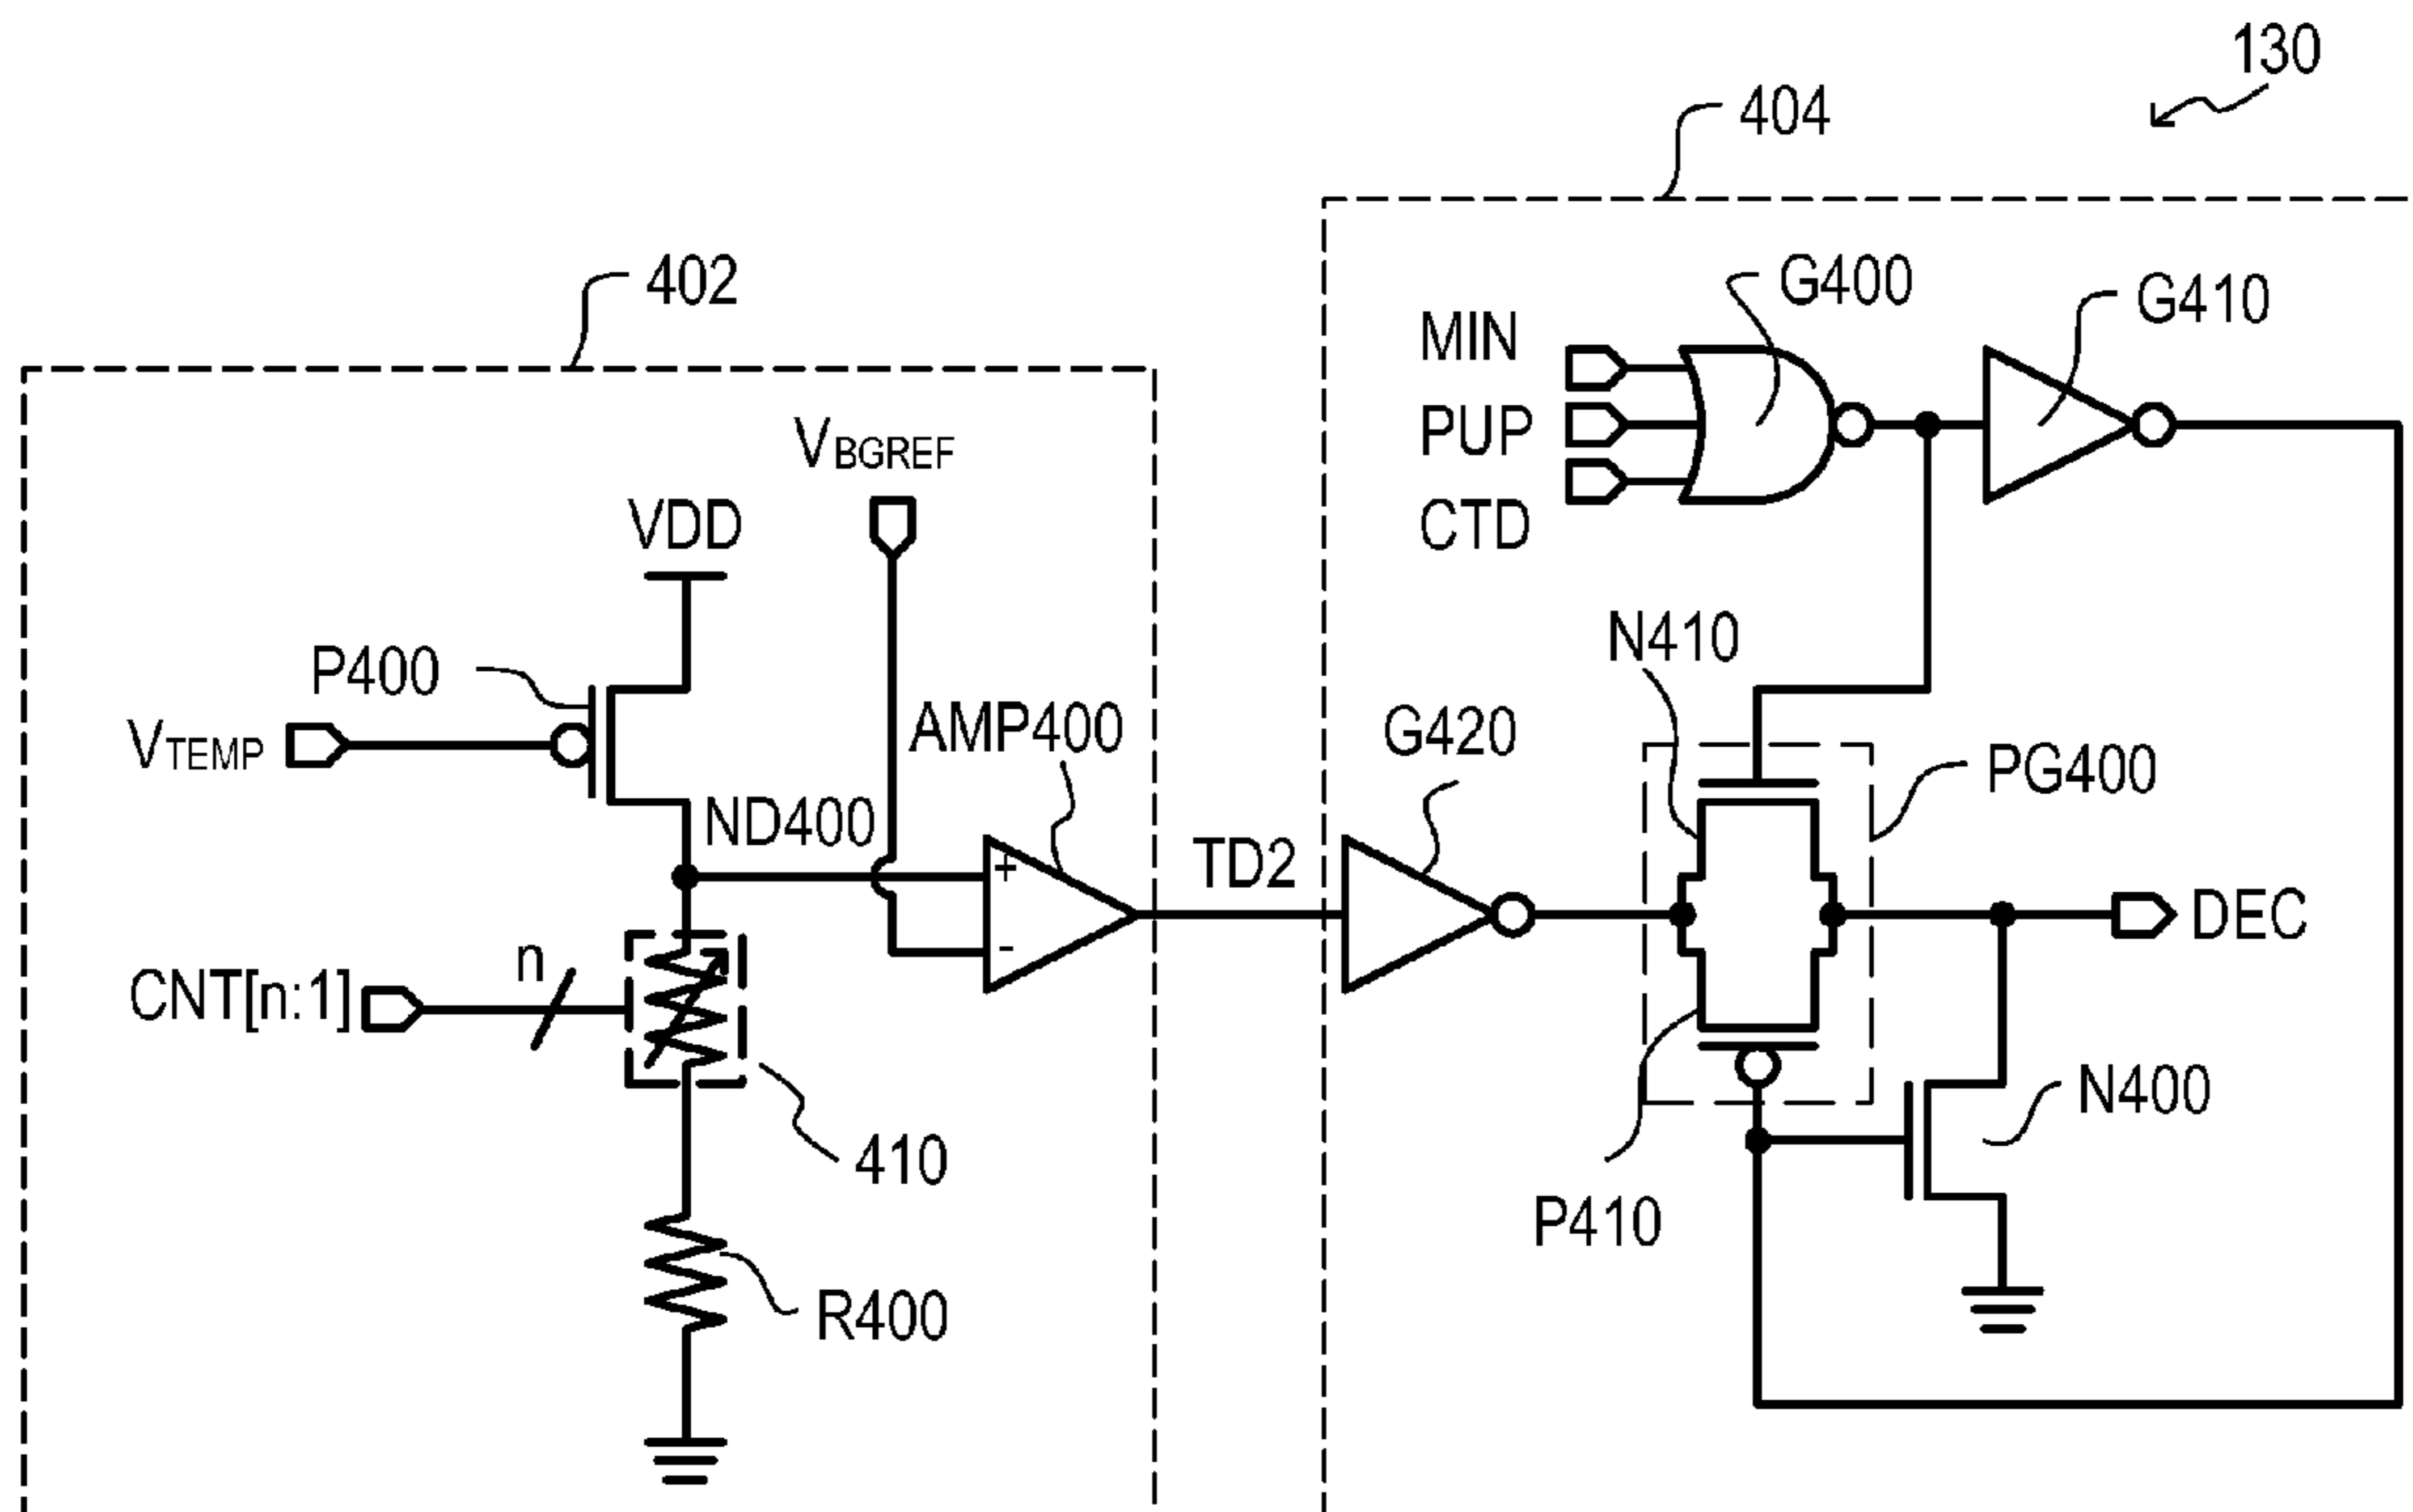 130
404
402
G400
G410
MIN
PUP
CTD
VBGREF
VDD
P400
VTEMP
AMP400
ND400
+
-
TD2
N410
G420
PG400
DEC
CNT[n:1]
n
410
N400
P410
R400